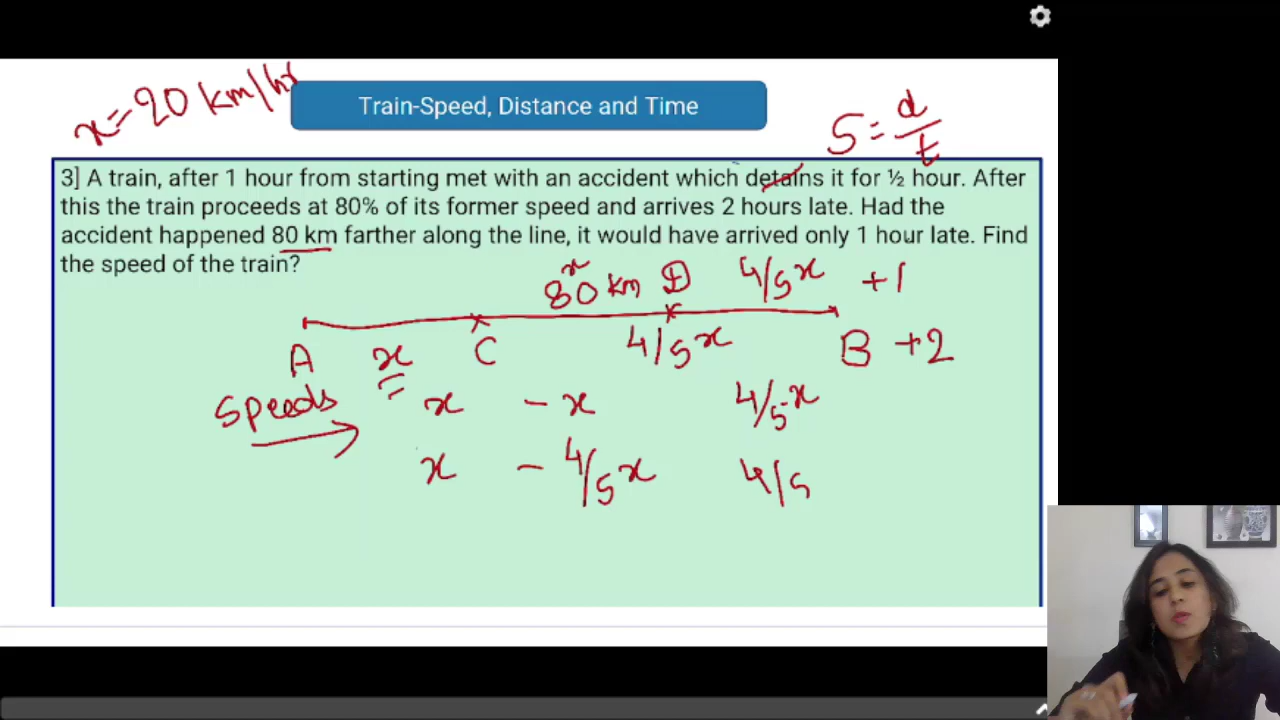 x = 20 km/hr
Train-Speed, Distance and Time
S = d/t
3] A train, after 1 hour from starting met with an accident which detains it for ½ hour. After
this the train proceeds at 80% of its former speed and arrives 2 hours late. Had the
accident happened 80 km farther along the line, it would have arrived only 1 hour late. Find
the speed of the train?
x
80 km D 4/5x +1
A x C 4/5x B +2
Speeds x - x 4/5x
x - 4/5x 4/5